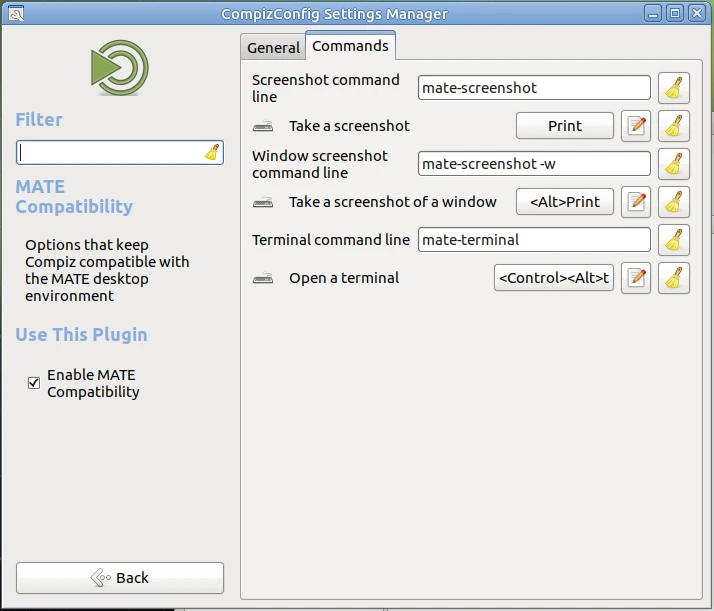 CompizConfig Settings Manager
General
Commands
Filter
MATE
Compatibility
Options that keep
Compiz compatible with
the MATE desktop
environment
Use This Plugin
Enable MATE
Compatibility
Back
Screenshot command
line
mate-screenshot
Take a screenshot
Print
Window screenshot
command line
mate-screenshot -w
Take a screenshot of a window
<Alt>Print
Terminal command line
mate-terminal
Open a terminal
<Control><Alt>t